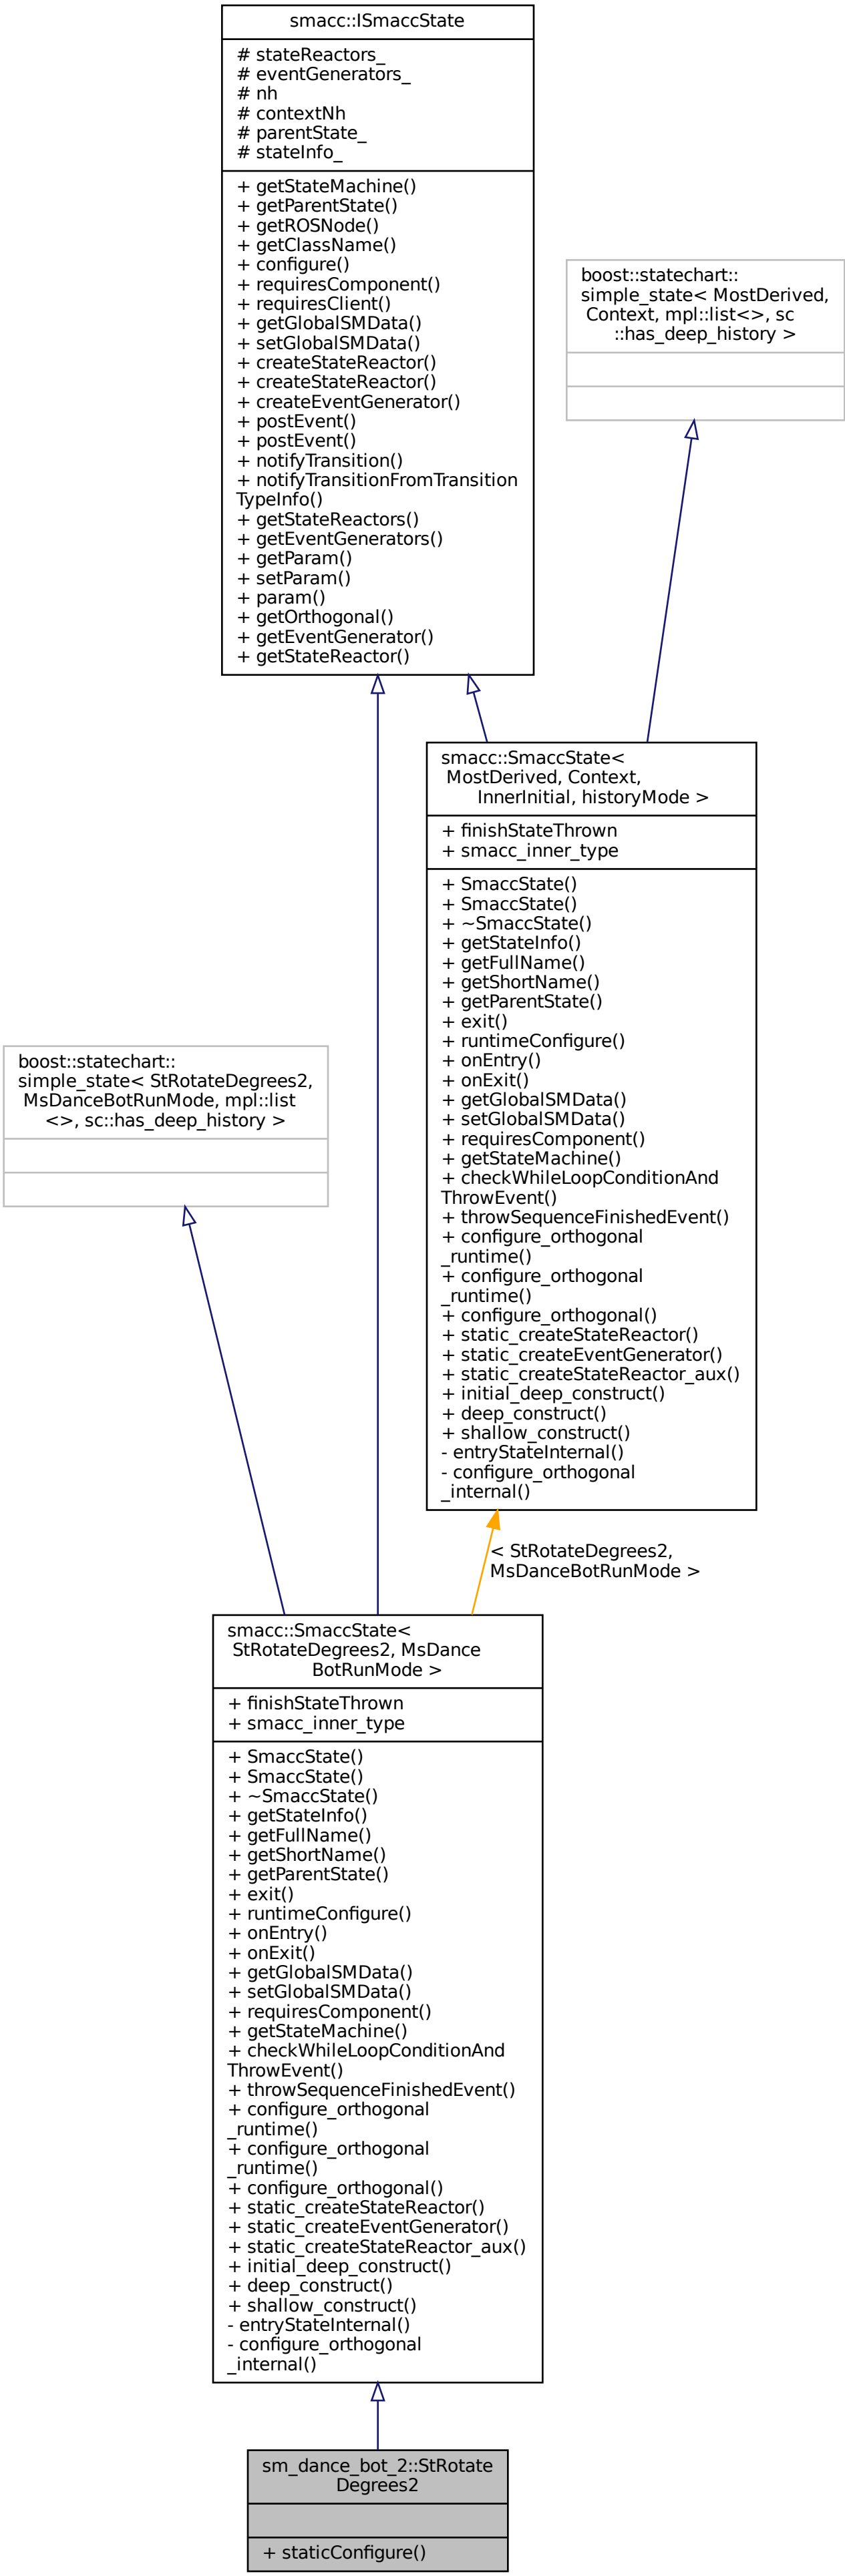 smacc::ISmaccState
# stateReactors_
# eventGenerators_
# nh
# contextNh
# parentState_
# stateInfo_
+ getStateMachine()
+ getParentState()
+ getROSNode()
+ getClassName()
+ configure()
+ requiresComponent()
+ requiresClient()
+ getGlobalSMData()
+ setGlobalSMData()
+ createStateReactor()
+ createStateReactor()
+ createEventGenerator()
+ postEvent()
+ postEvent()
+ notifyTransition()
+ notifyTransitionFromTransition
TypeInfo()
+ getStateReactors()
+ getEventGenerators()
+ getParam()
+ setParam()
+ param()
+ getOrthogonal()
+ getEventGenerator()
+ getStateReactor()
boost::statechart::
simple_state< MostDerived,
Context, mpl::list<>, sc
::has_deep_history >
smacc::SmaccState<
MostDerived, Context,
InnerInitial, historyMode >
+ finishStateThrown
+ smacc_inner_type
+ SmaccState()
+ SmaccState()
+ ~SmaccState()
+ getStateInfo()
+ getFullName()
+ getShortName()
+ getParentState()
+ exit()
+ runtimeConfigure()
+ onEntry()
+ onExit()
+ getGlobalSMData()
+ setGlobalSMData()
+ requiresComponent()
+ getStateMachine()
+ checkWhileLoopConditionAnd
ThrowEvent()
+ throwSequenceFinishedEvent()
+ configure_orthogonal
_runtime()
+ configure_orthogonal
_runtime()
+ configure_orthogonal()
+ static_createStateReactor()
+ static_createEventGenerator()
+ static_createStateReactor_aux()
+ initial_deep_construct()
+ deep_construct()
+ shallow_construct()
- entryStateInternal()
- configure_orthogonal
_internal()
boost::statechart::
simple_state< StRotateDegrees2,
MsDanceBotRunMode, mpl::list
<>, sc::has_deep_history >
< StRotateDegrees2,
MsDanceBotRunMode >
smacc::SmaccState<
StRotateDegrees2, MsDance
BotRunMode >
+ finishStateThrown
+ smacc_inner_type
+ SmaccState()
+ SmaccState()
+ ~SmaccState()
+ getStateInfo()
+ getFullName()
+ getShortName()
+ getParentState()
+ exit()
+ runtimeConfigure()
+ onEntry()
+ onExit()
+ getGlobalSMData()
+ setGlobalSMData()
+ requiresComponent()
+ getStateMachine()
+ checkWhileLoopConditionAnd
ThrowEvent()
+ throwSequenceFinishedEvent()
+ configure_orthogonal
_runtime()
+ configure_orthogonal
_runtime()
+ configure_orthogonal()
+ static_createStateReactor()
+ static_createEventGenerator()
+ static_createStateReactor_aux()
+ initial_deep_construct()
+ deep_construct()
+ shallow_construct()
- entryStateInternal()
- configure_orthogonal
_internal()
sm_dance_bot_2::StRotate
Degrees2
+ staticConfigure()